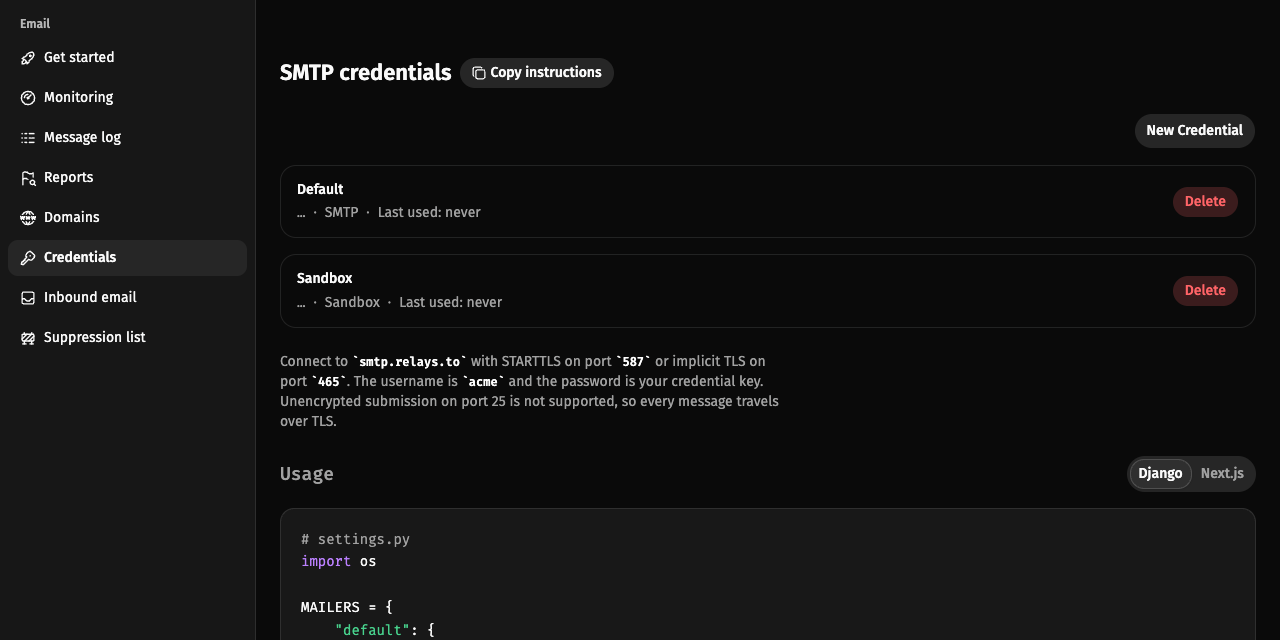 Email
Get started
Monitoring
Message log
Reports
Domains
Credentials
Inbound email
Suppression list
SMTP credentials
Copy instructions
New Credential
Default
… · SMTP · Last used: never
Delete
Sandbox
… · Sandbox · Last used: never
Delete
Connect to `smtp.relays.to` with STARTTLS on port `587` or implicit TLS on
port `465`. The username is `acme` and the password is your credential key.
Unencrypted submission on port 25 is not supported, so every message travels
over TLS.
Usage
Django Next.js
# settings.py
import os
MAILERS = {
"default": {